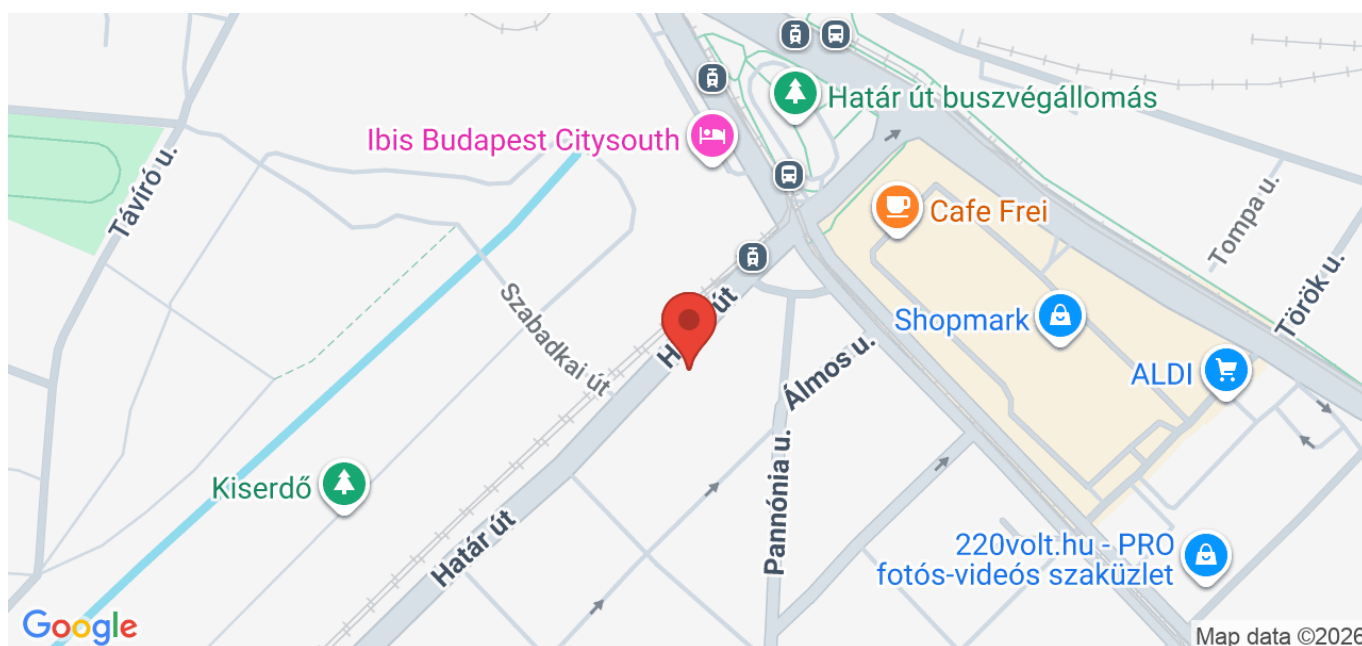 Határ út buszvégállomás
Ibis Budapest Citysouth
Távíró u.
Cafe Frei
Tompa u.
Török u.
Szabadkai út
út
Shopmark
Álmos u.
ALDI
Pannónia u.
Kiserdő
Határ út
220volt.hu - PRO
fotós-videós szaküzlet
Google
Map data ©2026